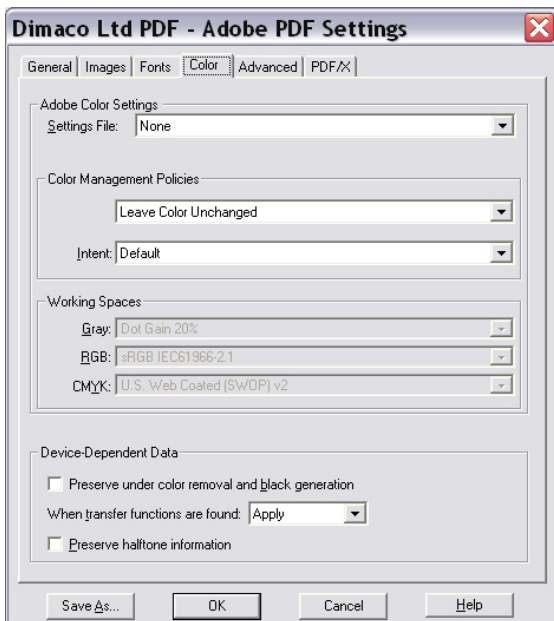 Dimaco Ltd PDF - Adobe PDF Settings
General Images Fonts Color Advanced PDF/X
Adobe Color Settings
Settings File: None
Color Management Policies
Leave Color Unchanged
Intent: Default
Working Spaces
Gray: Dot Gain 20%
RGB: sRGB IEC61966-2.1
CMYK: U.S. Web Coated (SWOP) v2
Device-Dependent Data
Preserve under color removal and black generation
When transfer functions are found: Apply
Preserve halftone information
Save As... OK Cancel Help